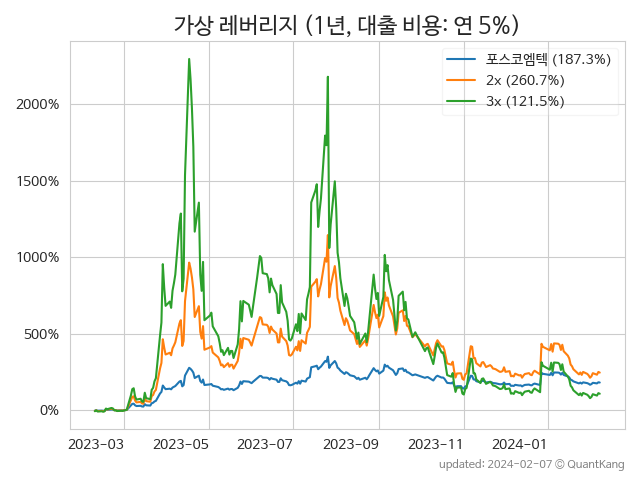 가상 레버리지 (1년, 대출 비용: 연 5%)
포스코엠텍 (187.3%)
2x (260.7%)
3x (121.5%)
2000%
1500%
1000%
500%
0%
2023-03 2023-05 2023-07 2023-09 2023-11 2024-01
updated: 2024-02-07 © QuantKang